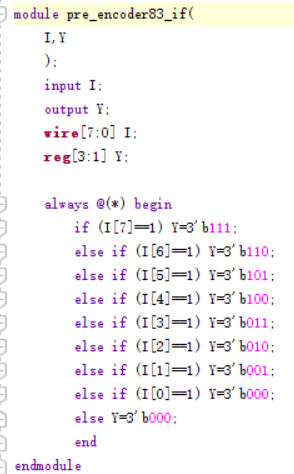 module pre_encoder83_if(
I,Y
);
input I;
output Y;
wire[7:0] I;
reg[3:1] Y;
always @(*) begin
if (I[7]==1) Y=3'b111;
else if (I[6]==1) Y=3'b110;
else if (I[5]==1) Y=3'b101;
else if (I[4]==1) Y=3'b100;
else if (I[3]==1) Y=3'b011;
else if (I[2]==1) Y=3'b010;
else if (I[1]==1) Y=3'b001;
else if (I[0]==1) Y=3'b000;
else Y=3'b000;
end
endmodule